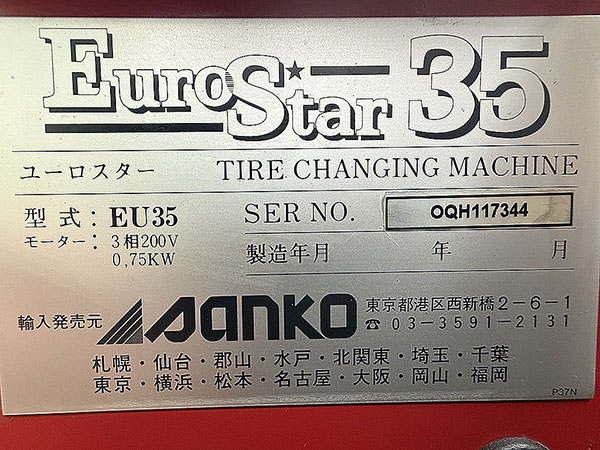 EuroStar 35
ユーロスター TIRE CHANGING MACHINE
型式: EU35 SER NO. OQH117344
モーター: 3相200V
0,75KW 製造年月 年 月
輸入発売元 sanko 東京都港区西新橋2-6-1
☎ 03-3591-2131
札幌・仙台・郡山・水戸・北関東・埼玉・千葉
東京・横浜・松本・名古屋・大阪・岡山・福岡
P37N